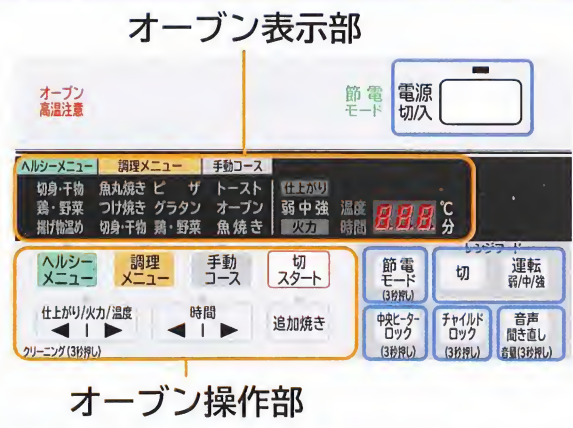 オーブン表示部
オーブン
高温注意
節電
モード
電源
切/入
ヘルシーメニュー 調理メニュー 手動コース
切身・干物 魚丸焼き ピザ トースト 仕上がり
鶏・野菜 つけ焼き グラタン オーブン 弱 中 強 温度 8.8.8. ℃
揚げ物温め 切身・干物 鶏・野菜 魚焼き 火力 時間 分
レンジフード
ヘルシー
メニュー
調理
メニュー
手動
コース
切
スタート
節電
モード
(3秒押し)
切
運転
弱/中/強
仕上がり/火力/温度
◀ | ▶
時間
◀ | ▶
追加焼き
クリーニング(3秒押し)
中央ヒーター
ロック
(3秒押し)
チャイルド
ロック
(3秒押し)
音声
聞き直し
音量(3秒押し)
オーブン操作部